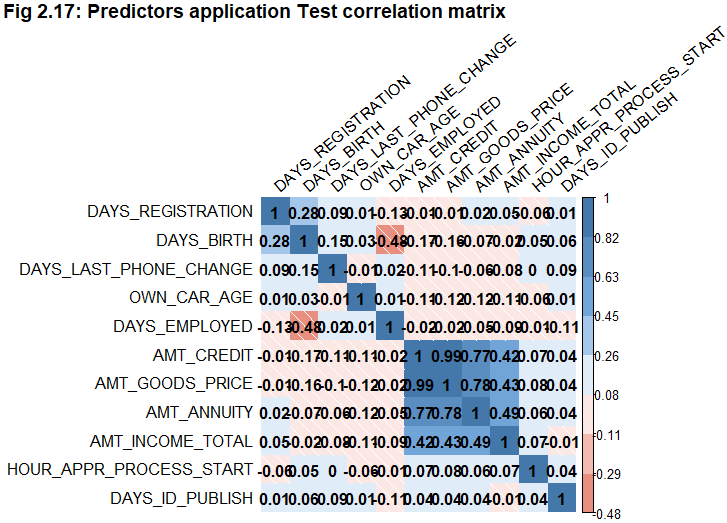 Fig 2.17: Predictors application Test correlation matrix
DAYS_REGISTRATION
DAYS_BIRTH
DAYS_LAST_PHONE_CHANGE
OWN_CAR_AGE
DAYS_EMPLOYED
AMT_CREDIT
AMT_GOODS_PRICE
AMT_ANNUITY
AMT_INCOME_TOTAL
HOUR_APPR_PROCESS_START
DAYS_ID_PUBLISH
DAYS_REGISTRATION 1 0.28 0.09 0.01 -0.13 -0.01 -0.01 0.02 0.05 -0.06 0.01
DAYS_BIRTH 0.28 1 0.15 0.03 -0.48 -0.17 -0.16 -0.07 -0.02 0.05 0.06
DAYS_LAST_PHONE_CHANGE 0.09 0.15 1 -0.01 0.02 -0.11 -0.1 -0.06 -0.08 0 0.09
OWN_CAR_AGE 0.01 0.03 -0.01 1 0.01 -0.11 -0.12 -0.12 -0.11 -0.06 0.01
DAYS_EMPLOYED -0.13 -0.48 0.02 0.01 1 -0.02 -0.02 -0.05 -0.09 -0.01 -0.11
AMT_CREDIT -0.01 -0.17 -0.11 -0.11 -0.02 1 0.99 0.77 0.42 0.07 0.04
AMT_GOODS_PRICE -0.01 -0.16 -0.1 -0.12 -0.02 0.99 1 0.78 0.43 0.08 0.04
AMT_ANNUITY 0.02 -0.07 -0.06 -0.12 -0.05 0.77 0.78 1 0.49 0.06 0.04
AMT_INCOME_TOTAL 0.05 -0.02 -0.08 -0.11 -0.09 0.42 0.43 0.49 1 0.07 -0.01
HOUR_APPR_PROCESS_START -0.06 0.05 0 -0.06 -0.01 0.07 0.08 0.06 0.07 1 0.04
DAYS_ID_PUBLISH 0.01 0.06 0.09 0.01 -0.11 0.04 0.04 0.04 -0.01 0.04 1
1
0.82
0.63
0.45
0.26
0.08
-0.11
-0.29
-0.48